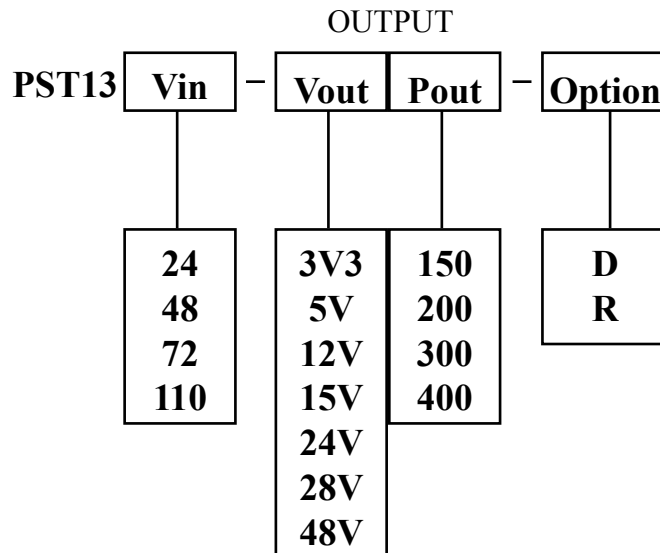 OUTPUT
PST13 Vin – Vout Pout – Option
24 3V3 150 D
48 5V 200 R
72 12V 300
110 15V 400
24V
28V
48V